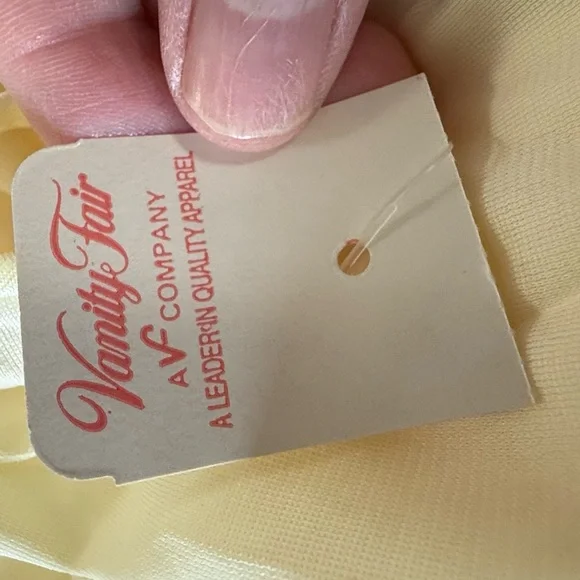 Vanity Fair
A VF COMPANY
A LEADER IN QUALITY APPAREL